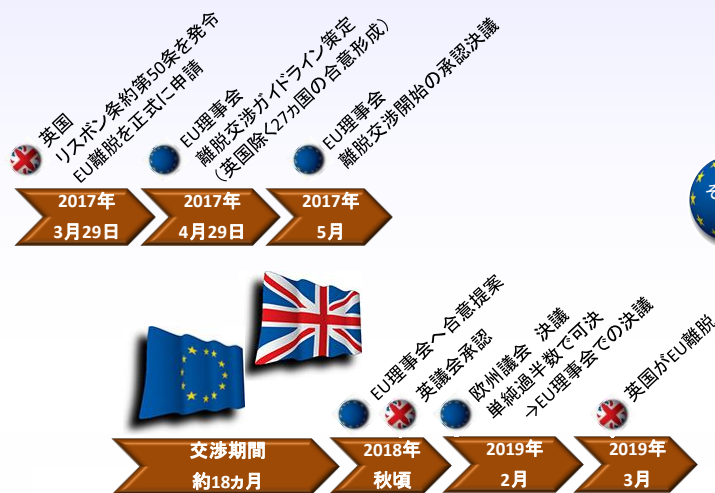 英国
リスボン条約第50条を発令
EU離脱を正式に申請
EU理事会
離脱交渉ガイドライン策定
（英国除く27ヵ国の合意形成）
EU理事会
離脱交渉開始の承認決議
そ
2017年
3月29日
2017年
4月29日
2017年
5月
EU理事会へ合意提案
英議会承認
欧州議会 決議
単純過半数で可決
→EU理事会での決議
英国がEU離脱
交渉期間
約18ヵ月
2018年
秋頃
2019年
2月
2019年
3月